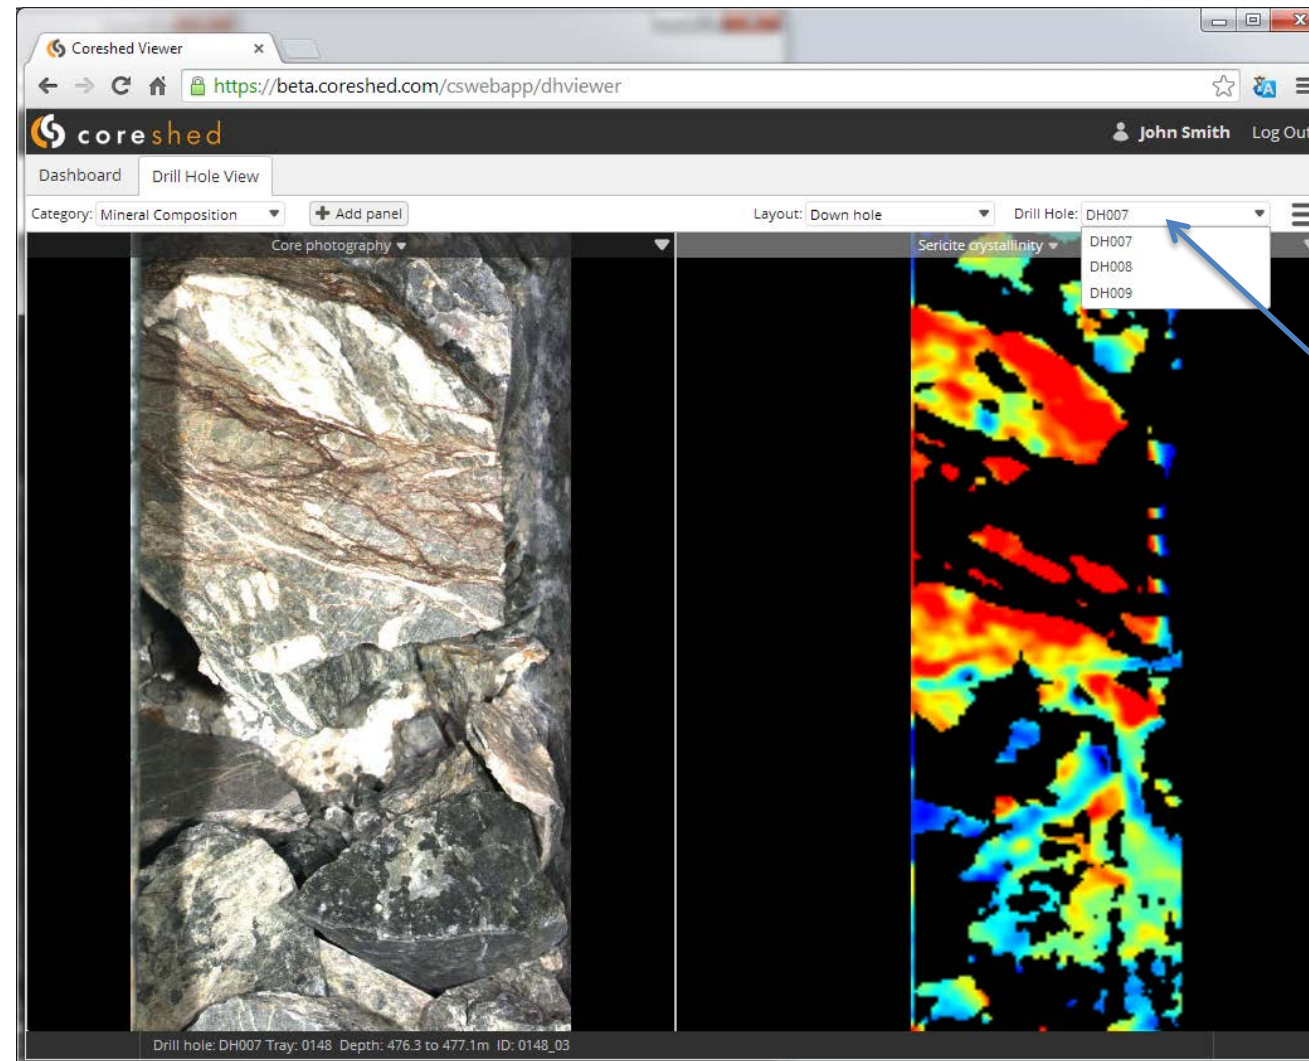 Coreshed Viewer
https://beta.coreshed.com/cswebapp/dhviewer
coreshed
John Smith Log Out
Dashboard Drill Hole View
Category: Mineral Composition Add panel Layout: Down hole Drill Hole: DH007
Core photography Sericite crystallinity
DH007
DH008
DH009
Drill hole: DH007 Tray: 0148 Depth: 476.3 to 477.1m ID: 0148_03